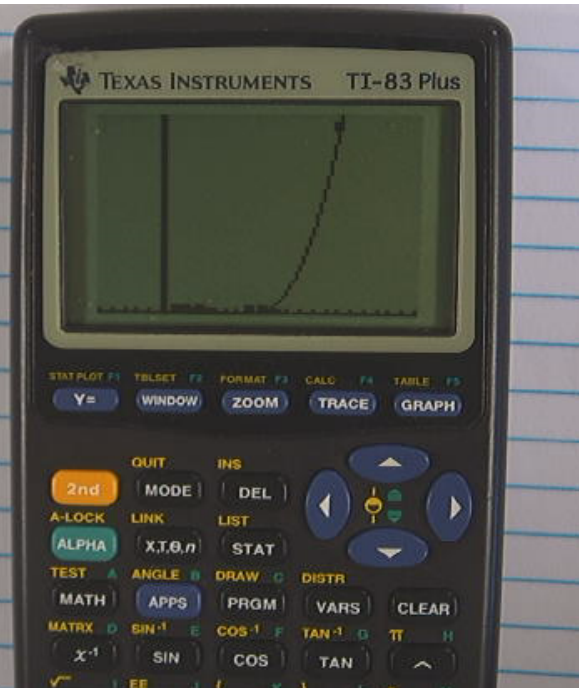 TEXAS INSTRUMENTS TI-83 Plus
STAT PLOT F1 TBLSET F2 FORMAT F3 CALC F4 TABLE F5
Y= WINDOW ZOOM TRACE GRAPH
QUIT INS
2nd MODE DEL
A-LOCK LINK LIST
ALPHA X,T,Θ,n STAT
TEST A ANGLE B DRAW C DISTR
MATH APPS PRGM VARS CLEAR
MATRX D SIN-1 E COS-1 F TAN-1 G π H
x-1 SIN COS TAN ^
EE